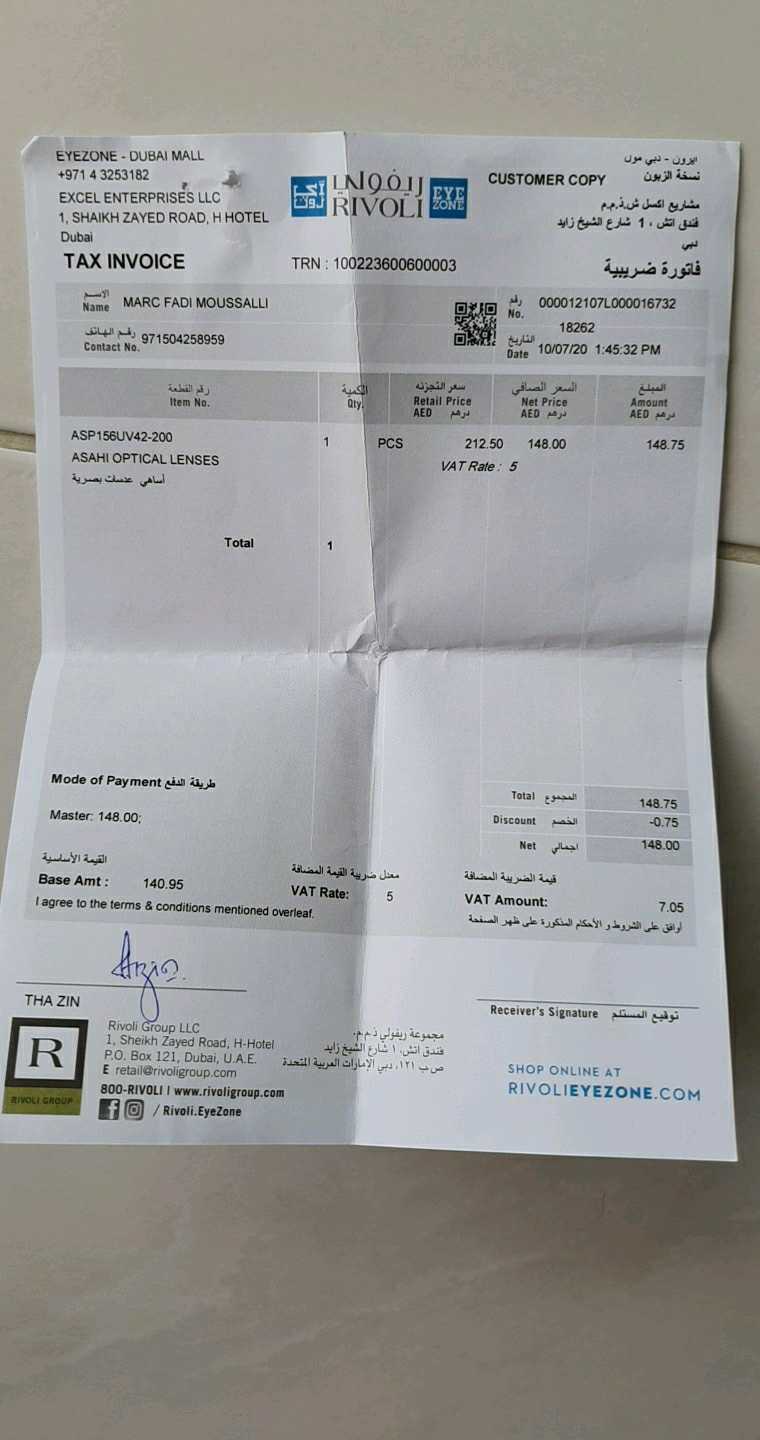 EYEZONE - DUBAI MALL
+971 4 3253182
EXCEL ENTERPRISES LLC
1, SHAIKH ZAYED ROAD, H HOTEL
Dubai
ريڤولي
RIVOLI
EYE ZONE
CUSTOMER COPY
ايزون - دبي مول
نسخة الزبون
مشاريع اكسل ش.ذ.م.م
فندق اتش ، 1 شارع الشيخ زايد
دبي
TAX INVOICE
TRN : 100223600600003
فاتورة ضريبية
الاسم
Name MARC FADI MOUSSALLI
رقم الهاتف
Contact No. 971504258959
رقم
No. 000012107L000016732
18262
التاريخ
Date 10/07/20 1:45:32 PM
رقم القطعة الكمية سعر التجزئه السعر الصافي المبلغ
Item No. Qty. Retail Price Net Price Amount
AED درهم AED درهم AED درهم
ASP156UV42-200 1 PCS 212.50 148.00 148.75
ASAHI OPTICAL LENSES VAT Rate : 5
أساهي عدسات بصرية
Total 1
Mode of Payment طريقة الدفع
Master: 148.00;
Total المجموع 148.75
Discount الخصم -0.75
Net اجمالي 148.00
القيمة الأساسية معدل ضريبة القيمة المضافة قيمة الضريبة المضافة
Base Amt : 140.95 VAT Rate: 5 VAT Amount: 7.05
I agree to the terms & conditions mentioned overleaf.
أوافق على الشروط و الأحكام المذكورة على ظهر الصفحة
THA ZIN
Receiver's Signature توقيع المستلم
R
RIVOLI GROUP
Rivoli Group LLC
1, Sheikh Zayed Road, H-Hotel
P.O. Box 121, Dubai, U.A.E.
E retail@rivoligroup.com
800-RIVOLI I www.rivoligroup.com
/ Rivoli.EyeZone
مجموعة ريفولي ذ.م.م.
فندق اتش، ١ شارع الشيخ زايد
ص.ب ١٢١، دبي الإمارات العربية المتحدة
SHOP ONLINE AT
RIVOLIEYEZONE.COM